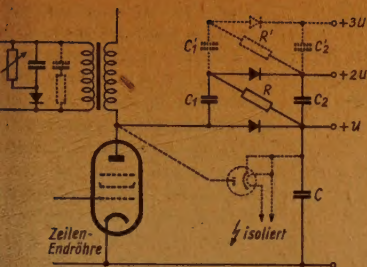 +3U
C₁'
R'
C₂'
+2U
C₁
R
C₂
+U
C
isoliert
Zeilen-
Endröhre